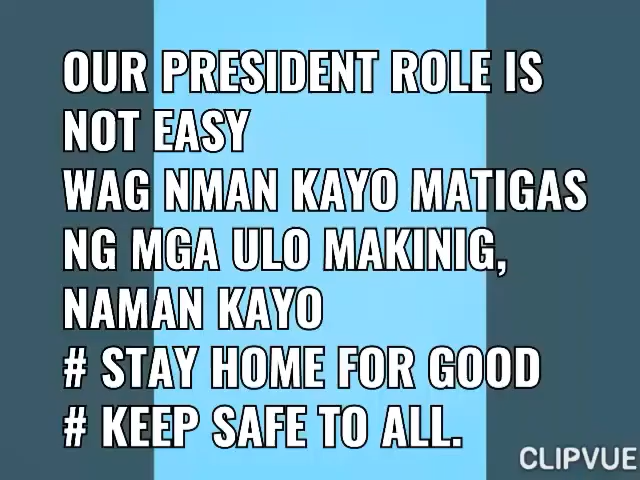 OUR PRESIDENT ROLE IS
NOT EASY
WAG NMAN KAYO MATIGAS
NG MGA ULO MAKINIG,
NAMAN KAYO
# STAY HOME FOR GOOD
# KEEP SAFE TO ALL.
CLIPVUE